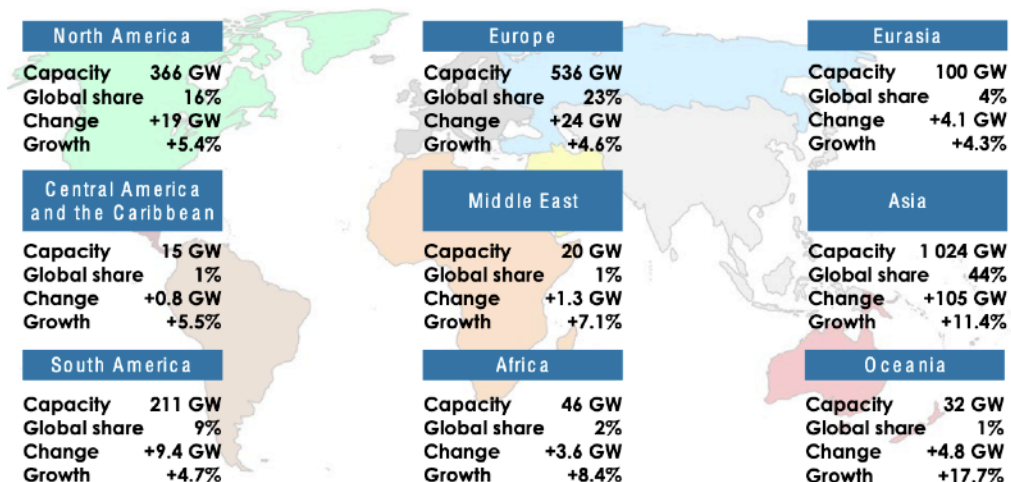 North America
Capacity 366 GW
Global share 16%
Change +19 GW
Growth +5.4%
Europe
Capacity 536 GW
Global share 23%
Change +24 GW
Growth +4.6%
Eurasia
Capacity 100 GW
Global share 4%
Change +4.1 GW
Growth +4.3%
Central America
and the Caribbean
Capacity 15 GW
Global share 1%
Change +0.8 GW
Growth +5.5%
Middle East
Capacity 20 GW
Global share 1%
Change +1.3 GW
Growth +7.1%
Asia
Capacity 1 024 GW
Global share 44%
Change +105 GW
Growth +11.4%
South America
Capacity 211 GW
Global share 9%
Change +9.4 GW
Growth +4.7%
Africa
Capacity 46 GW
Global share 2%
Change +3.6 GW
Growth +8.4%
Oceania
Capacity 32 GW
Global share 1%
Change +4.8 GW
Growth +17.7%